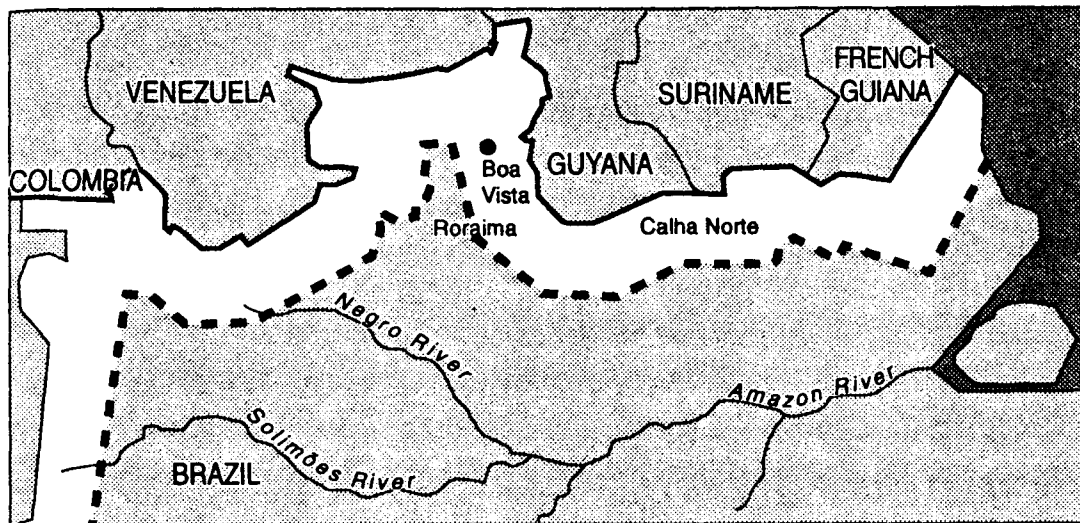 VENEZUELA
SURINAME
FRENCH
GUIANA
COLOMBIA
Boa
Vista
GUYANA
Roraima
Calha Norte
Negro River
Amazon River
Solimões River
BRAZIL